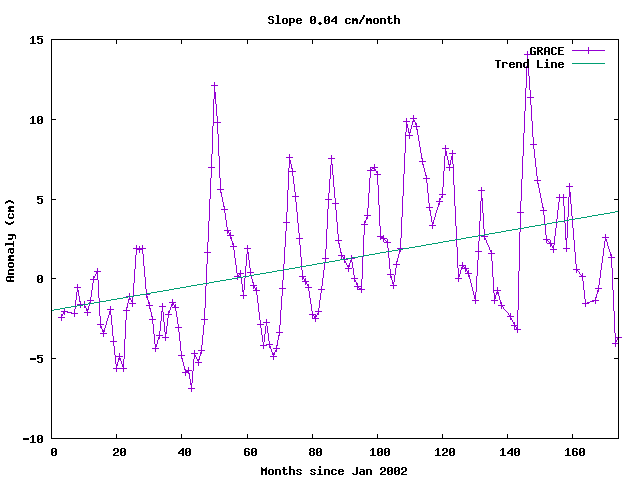 Slope 0.04 cm/month
15
GRACE
Trend Line
10
5
Anomaly (cm)
0
-5
-10
0 20 40 60 80 100 120 140 160
Months since Jan 2002